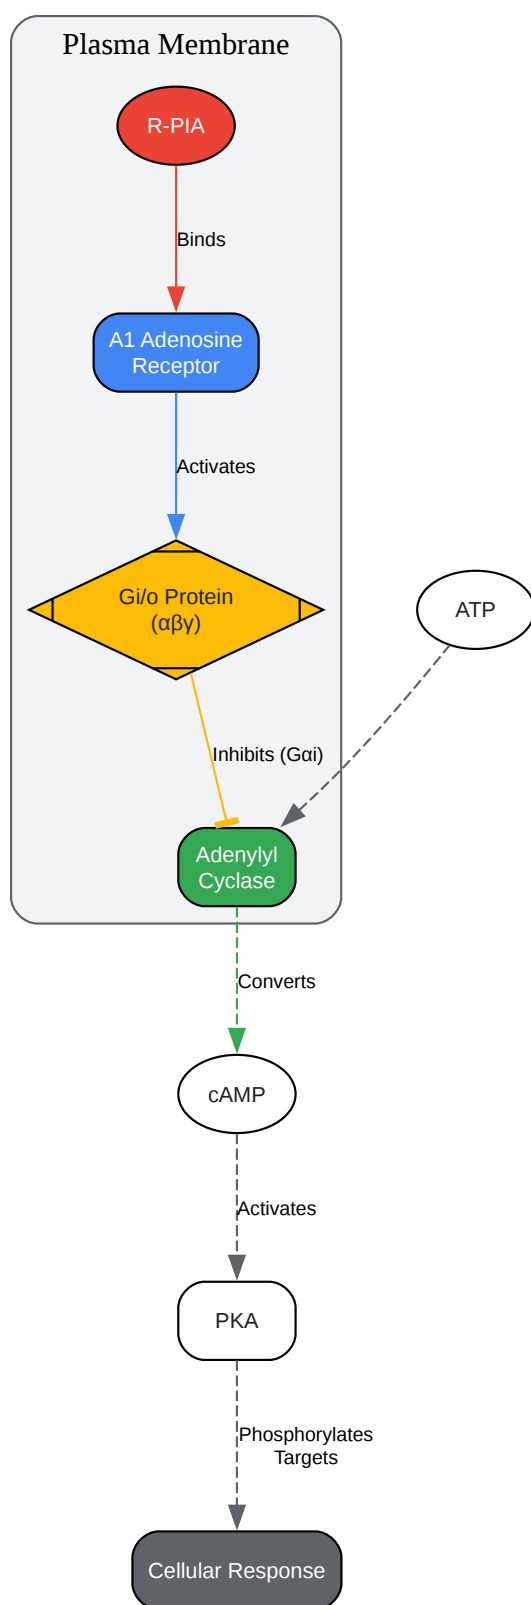 Plasma Membrane
R-PIA
Binds
A1 Adenosine
Receptor
Activates
Gi/o Protein
(αβγ)
ATP
Inhibits (Gαi)
Adenylyl
Cyclase
Converts
cAMP
Activates
PKA
Phosphorylates
Targets
Cellular Response